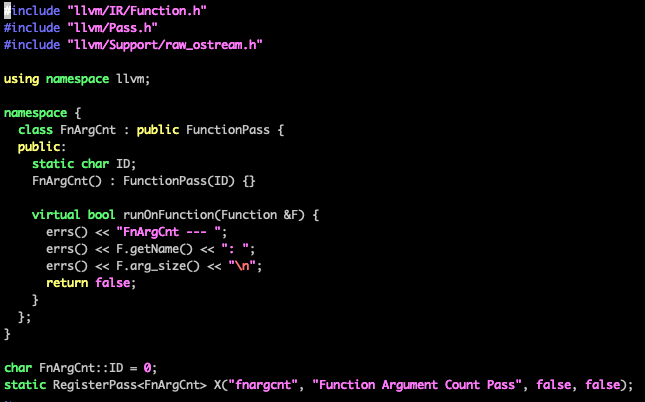 #include "llvm/IR/Function.h"
#include "llvm/Pass.h"
#include "llvm/Support/raw_ostream.h"

using namespace llvm;

namespace {
  class FnArgCnt : public FunctionPass {
  public:
    static char ID;
    FnArgCnt() : FunctionPass(ID) {}

    virtual bool runOnFunction(Function &F) {
      errs() << "FnArgCnt --- ";
      errs() << F.getName() << ": ";
      errs() << F.arg_size() << "\n";
      return false;
    }
  };
}

char FnArgCnt::ID = 0;
static RegisterPass<FnArgCnt> X("fnargcnt", "Function Argument Count Pass", false, false);